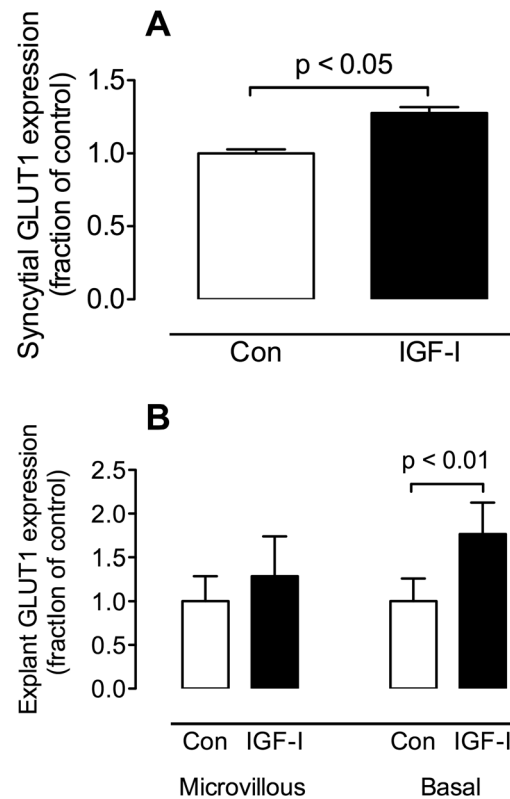 A
Syncytial GLUT1 expression
(fraction of control)
1.5
1.0
0.5
0.0
p < 0.05
Con IGF-I
B
Explant GLUT1 expression
(fraction of control)
2.5
2.0
1.5
1.0
0.5
0.0
p < 0.01
Con IGF-I Con IGF-I
Microvillous Basal